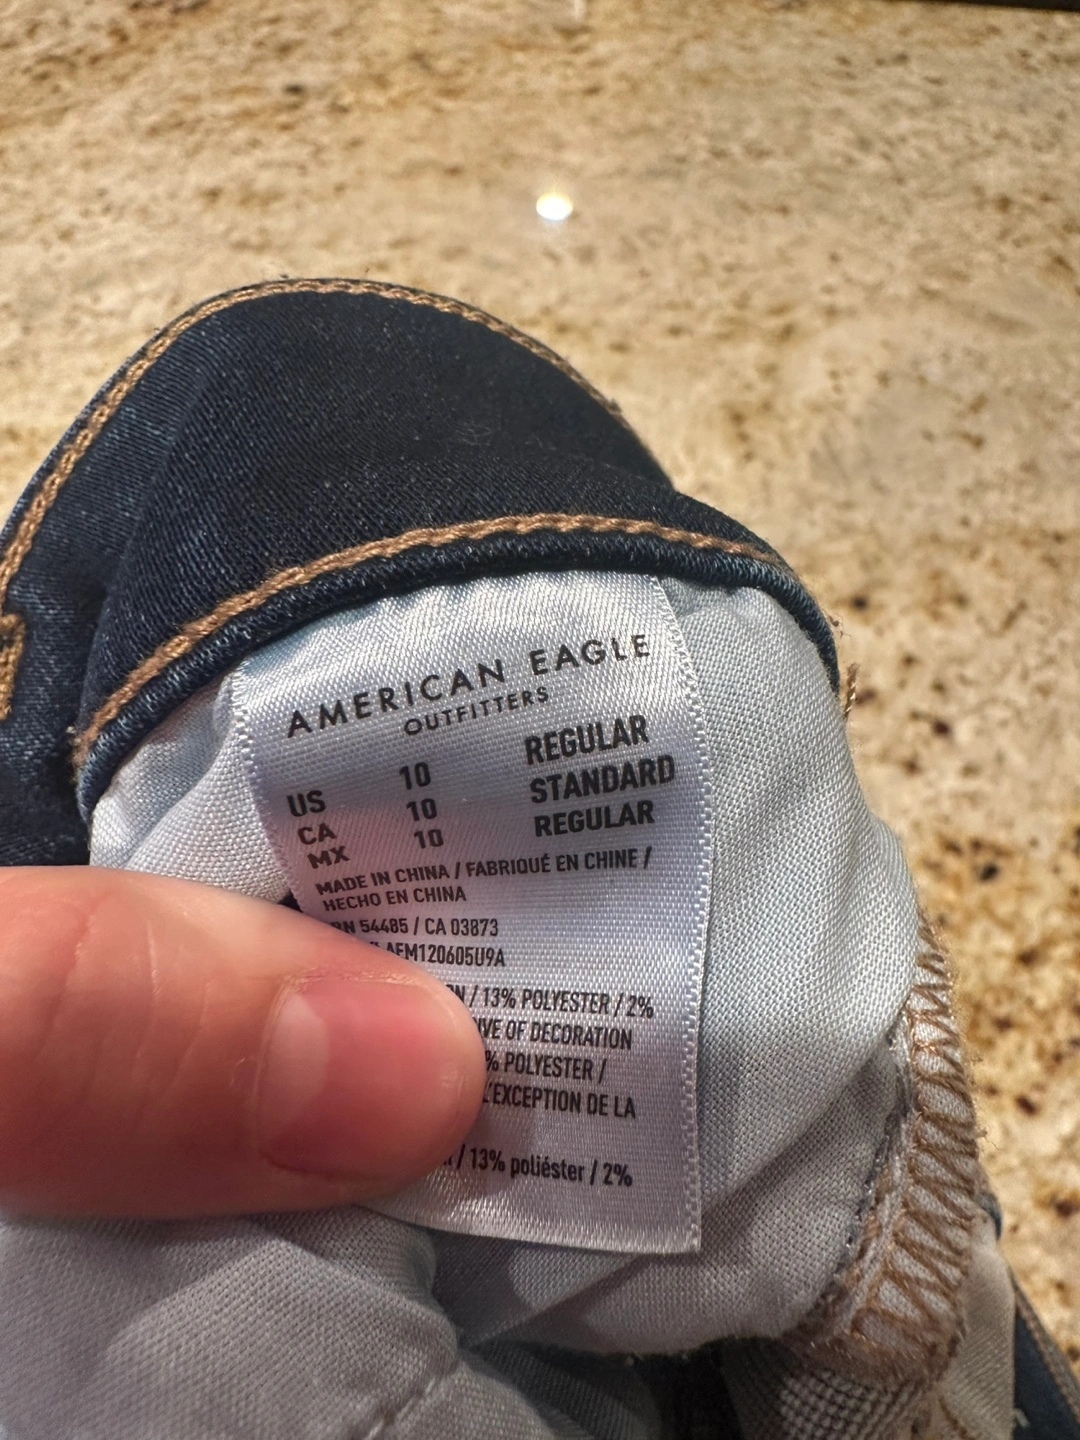 AMERICAN EAGLE
OUTFITTERS
US 10 REGULAR
CA 10 STANDARD
MX 10 REGULAR
MADE IN CHINA / FABRIQUÉ EN CHINE /
HECHO EN CHINA
RN 54485 / CA 03873
AEM120605U9A
/ 13% POLYESTER / 2%
OF DECORATION
% POLYESTER /
L'EXCEPTION DE LA
/ 13% poliéster / 2%